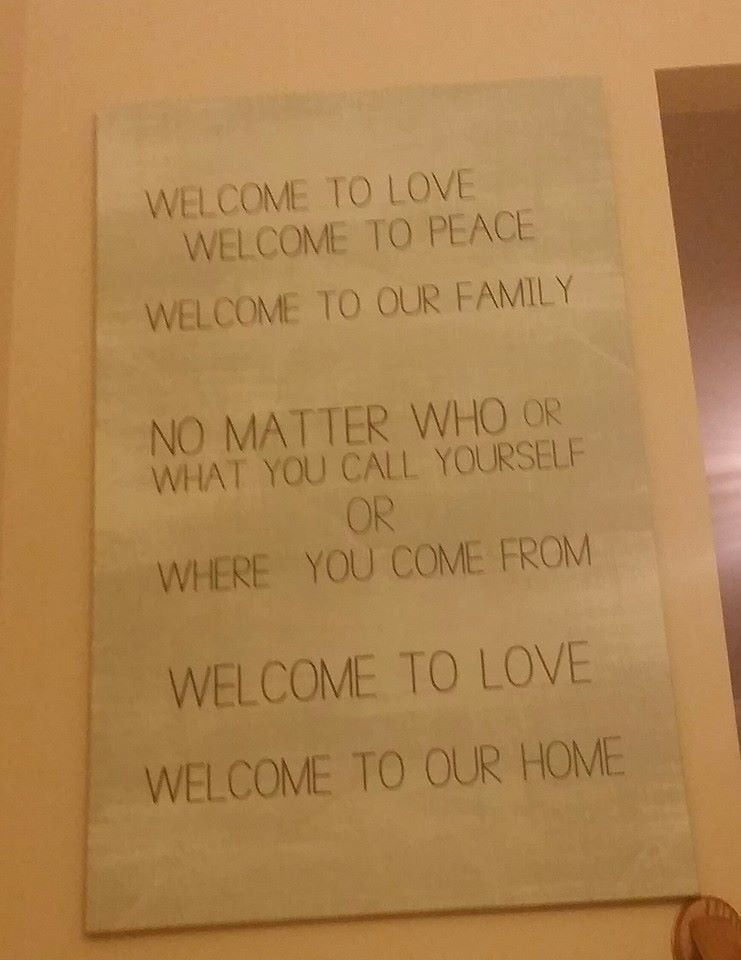 WELCOME TO LOVE
WELCOME TO PEACE
WELCOME TO OUR FAMILY
NO MATTER WHO OR
WHAT YOU CALL YOURSELF
OR
WHERE YOU COME FROM
WELCOME TO LOVE
WELCOME TO OUR HOME